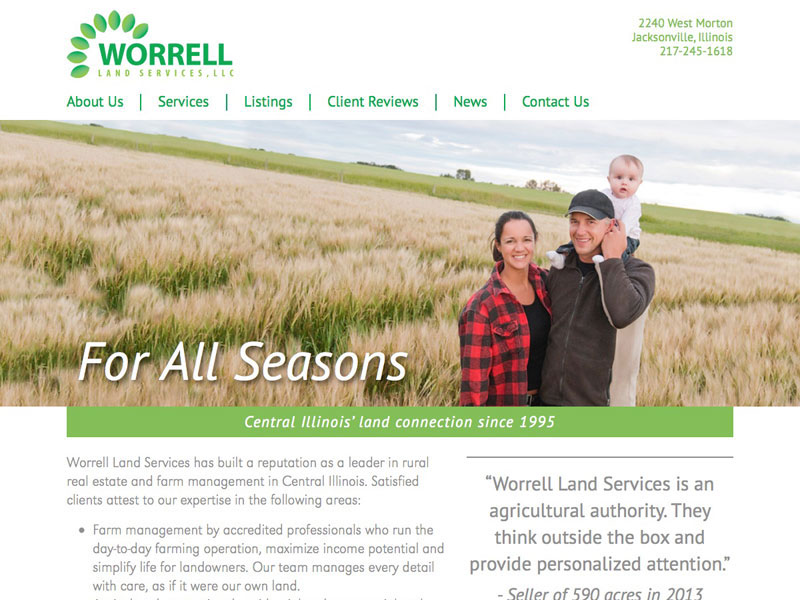 WORRELL
LAND SERVICES, LLC
2240 West Morton
Jacksonville, Illinois
217-245-1618
About Us | Services | Listings | Client Reviews | News | Contact Us
For All Seasons
Central Illinois’ land connection since 1995
Worrell Land Services has built a reputation as a leader in rural
real estate and farm management in Central Illinois. Satisfied
clients attest to our expertise in the following areas:
• Farm management by accredited professionals who run the
day-to-day farming operation, maximize income potential and
simplify life for landowners. Our team manages every detail
with care, as if it were our own land.
“Worrell Land Services is an
agricultural authority. They
think outside the box and
provide personalized attention.”
- Seller of 590 acres in 2013